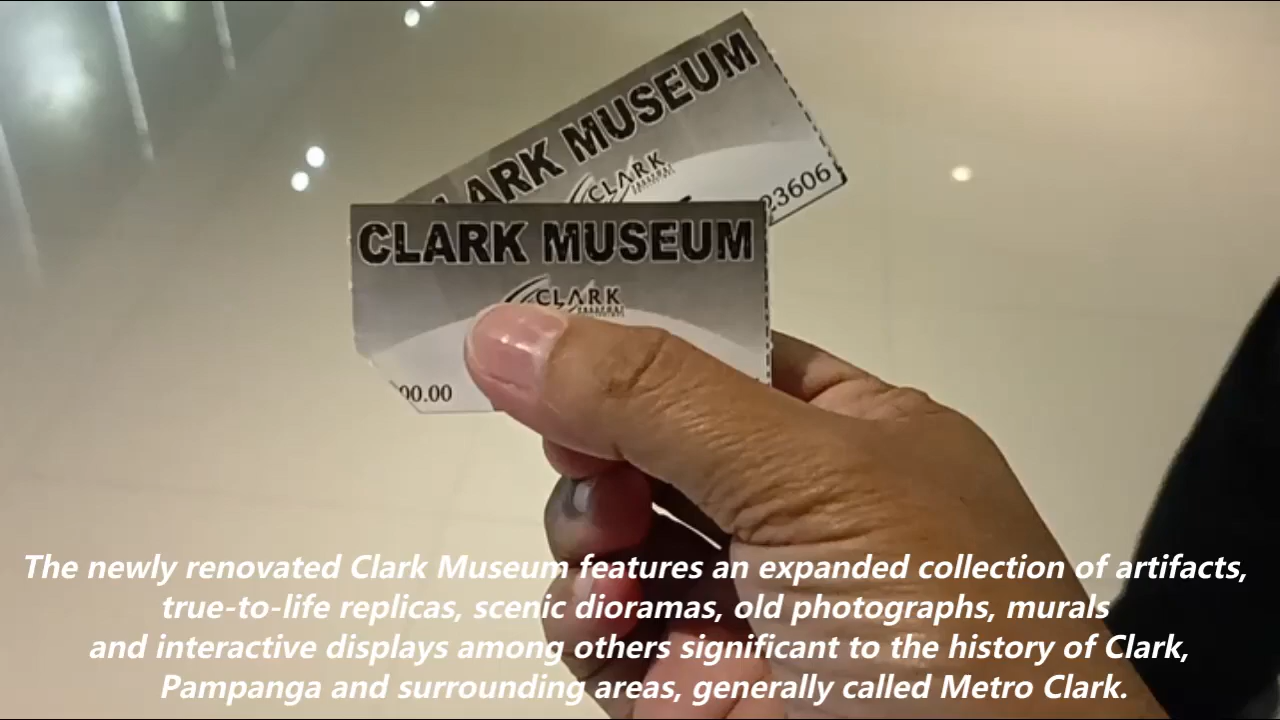 CLARK MUSEUM
CLARK
23606
CLARK MUSEUM
CLARK
00.00
The newly renovated Clark Museum features an expanded collection of artifacts,
true-to-life replicas, scenic dioramas, old photographs, murals
and interactive displays among others significant to the history of Clark,
Pampanga and surrounding areas, generally called Metro Clark.